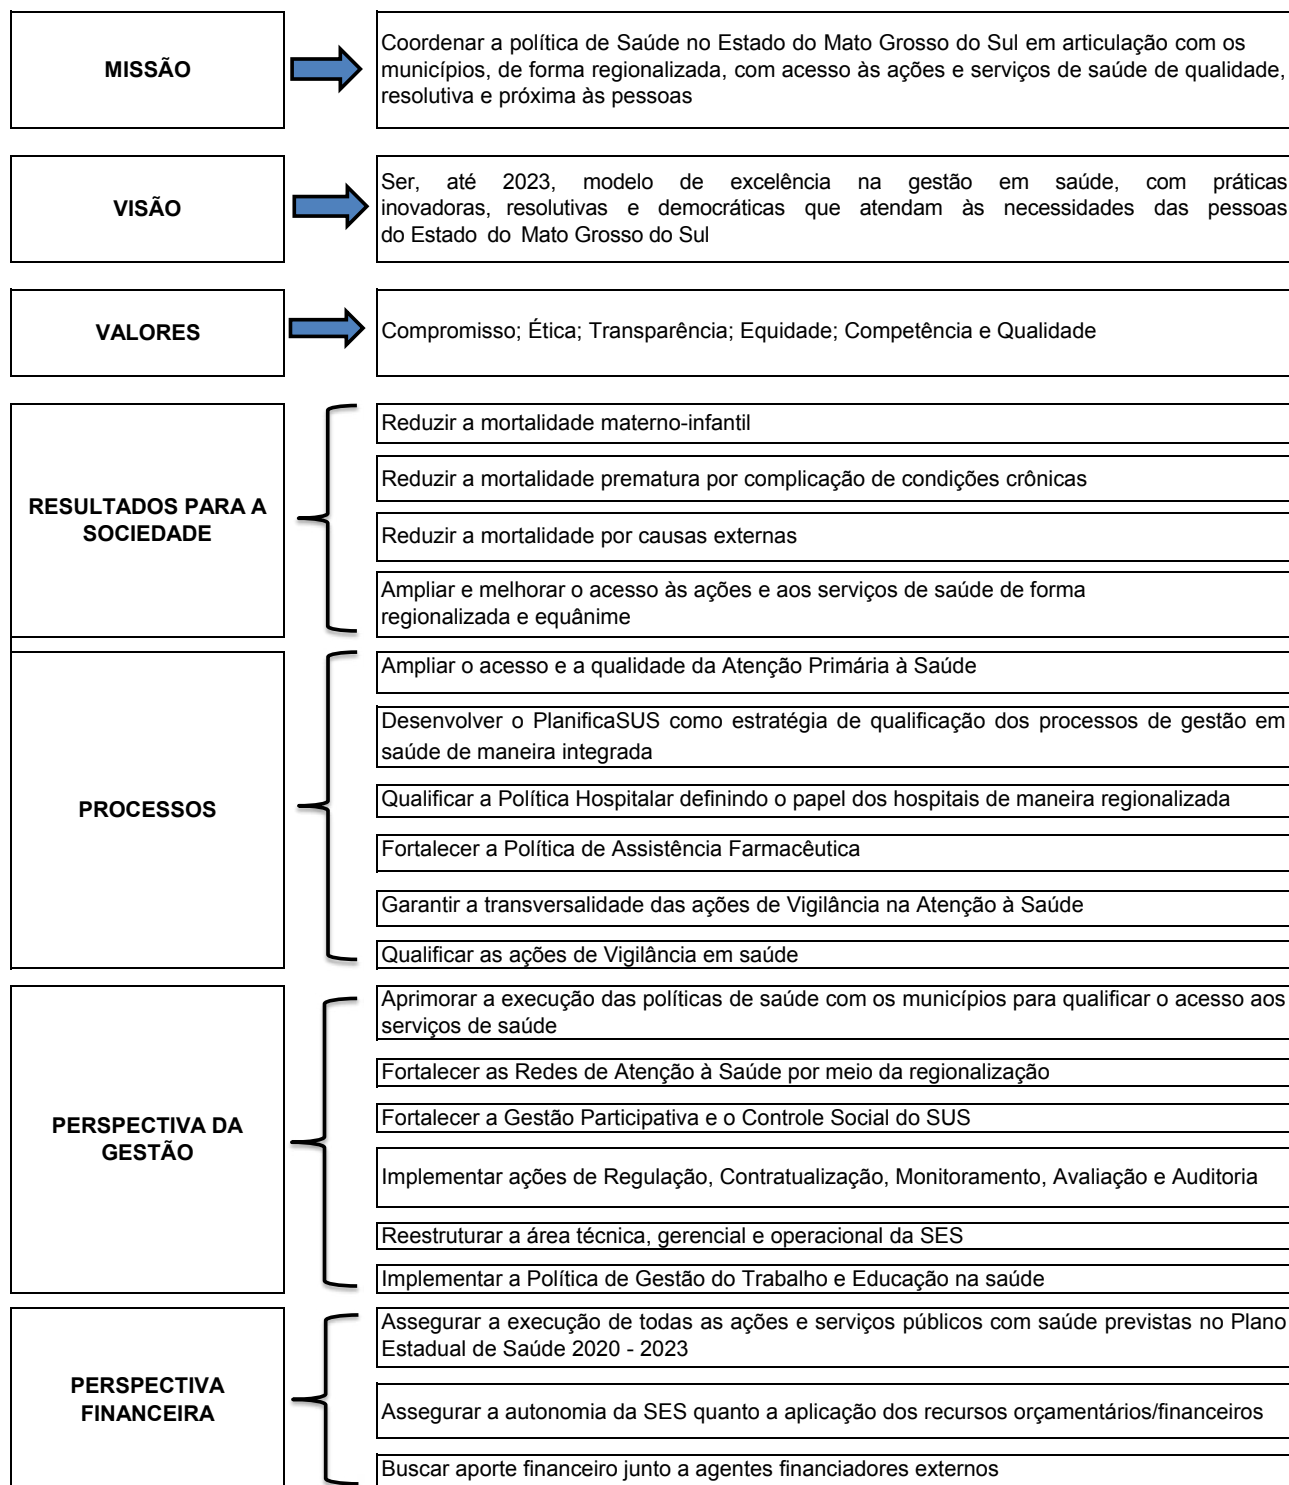 MISSÃO
Coordenar a política de Saúde no Estado do Mato Grosso do Sul em articulação com os
municípios, de forma regionalizada, com acesso às ações e serviços de saúde de qualidade,
resolutiva e próxima às pessoas
VISÃO
Ser, até 2023, modelo de excelência na gestão em saúde, com práticas
inovadoras, resolutivas e democráticas que atendam às necessidades das pessoas
do Estado do Mato Grosso do Sul
VALORES
Compromisso; Ética; Transparência; Equidade; Competência e Qualidade
RESULTADOS PARA A
SOCIEDADE
Reduzir a mortalidade materno-infantil
Reduzir a mortalidade prematura por complicação de condições crônicas
Reduzir a mortalidade por causas externas
Ampliar e melhorar o acesso às ações e aos serviços de saúde de forma
regionalizada e equânime
PROCESSOS
Ampliar o acesso e a qualidade da Atenção Primária à Saúde
Desenvolver o PlanificaSUS como estratégia de qualificação dos processos de gestão em
saúde de maneira integrada
Qualificar a Política Hospitalar definindo o papel dos hospitais de maneira regionalizada
Fortalecer a Política de Assistência Farmacêutica
Garantir a transversalidade das ações de Vigilância na Atenção à Saúde
Qualificar as ações de Vigilância em saúde
PERSPECTIVA DA
GESTÃO
Aprimorar a execução das políticas de saúde com os municípios para qualificar o acesso aos
serviços de saúde
Fortalecer as Redes de Atenção à Saúde por meio da regionalização
Fortalecer a Gestão Participativa e o Controle Social do SUS
Implementar ações de Regulação, Contratualização, Monitoramento, Avaliação e Auditoria
Reestruturar a área técnica, gerencial e operacional da SES
Implementar a Política de Gestão do Trabalho e Educação na saúde
PERSPECTIVA
FINANCEIRA
Assegurar a execução de todas as ações e serviços públicos com saúde previstas no Plano
Estadual de Saúde 2020 - 2023
Assegurar a autonomia da SES quanto a aplicação dos recursos orçamentários/financeiros
Buscar aporte financeiro junto a agentes financiadores externos